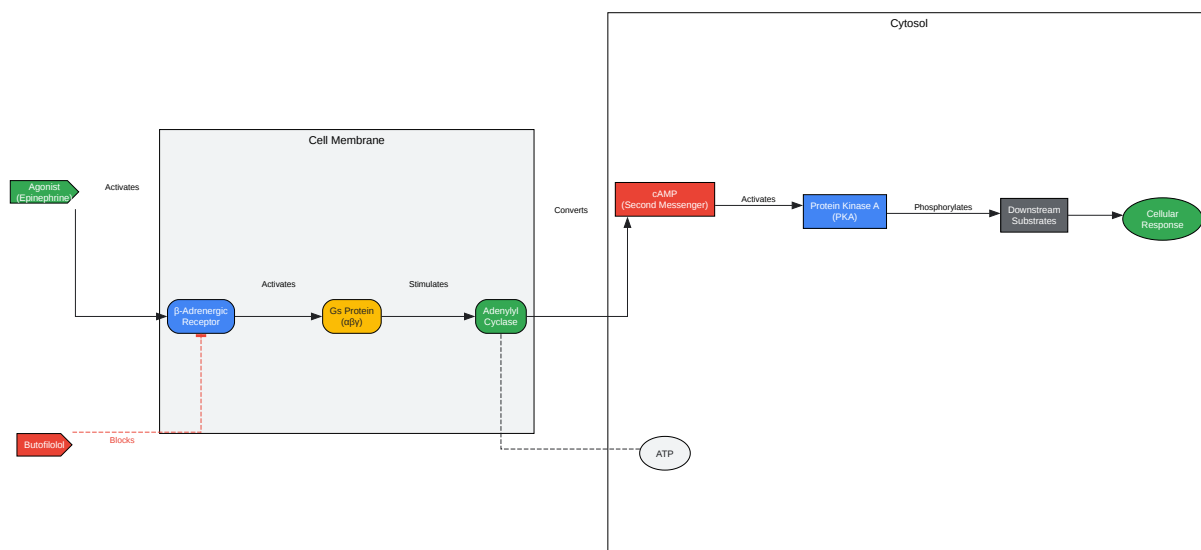 Cytosol
Cell Membrane
Agonist
(Epinephrine)
Activates
Converts
cAMP
(Second Messenger)
Activates
Protein Kinase A
(PKA)
Phosphorylates
Downstream
Substrates
Cellular
Response
β-Adrenergic
Receptor
Activates
Gs Protein
(αβγ)
Stimulates
Adenylyl
Cyclase
Butofilolol
Blocks
ATP